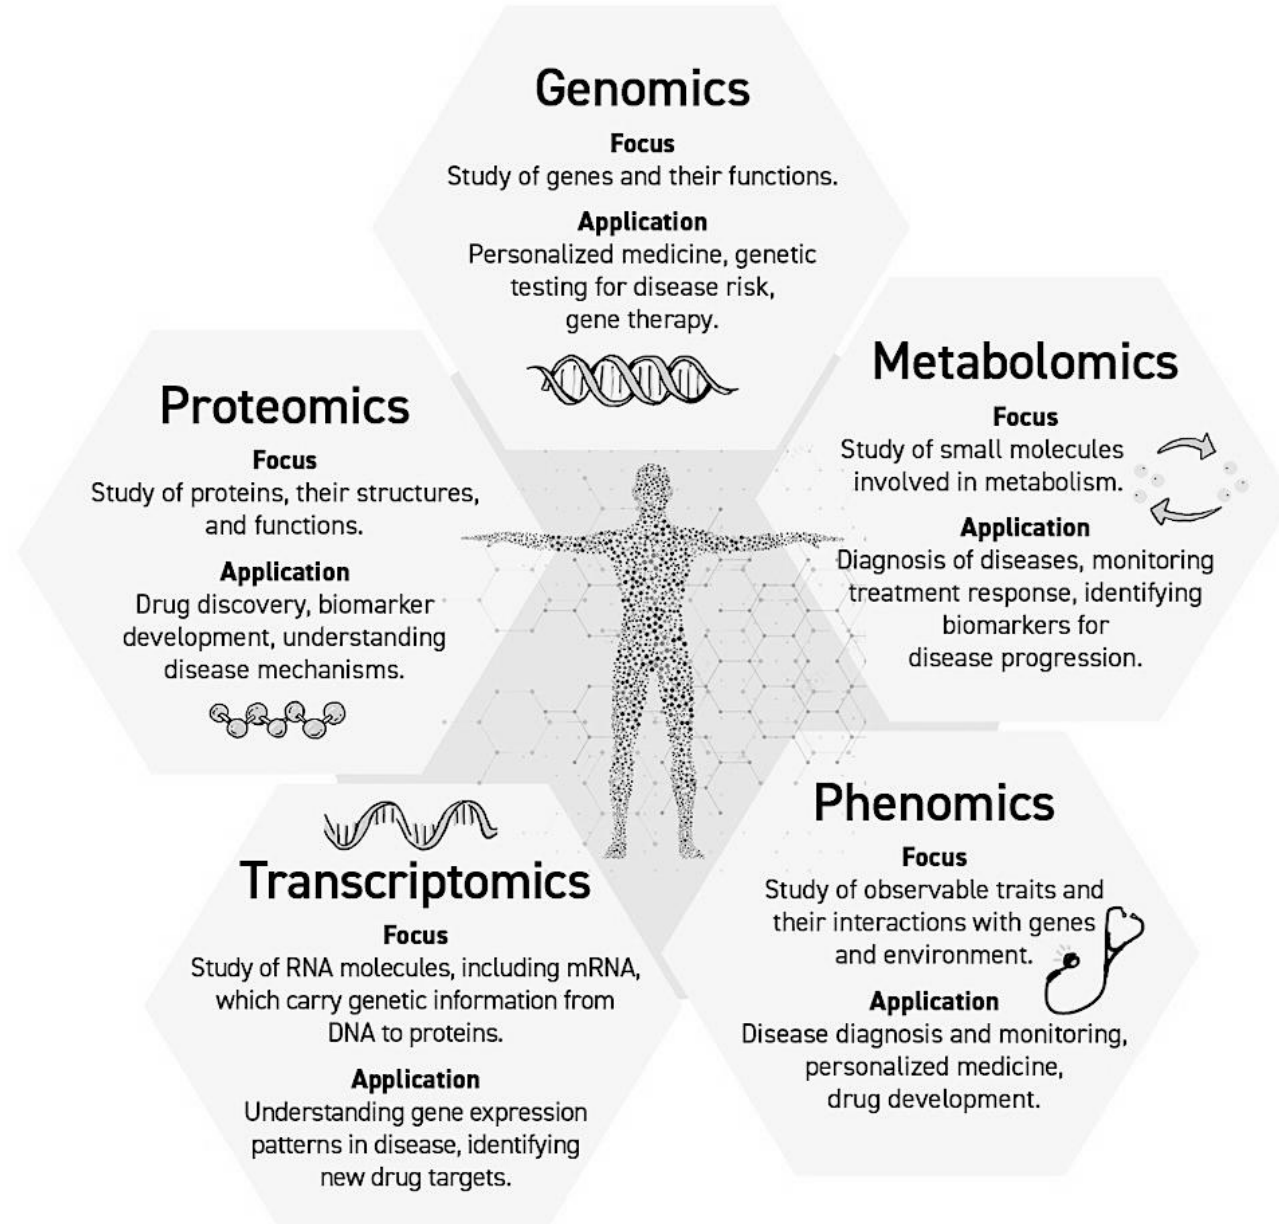 Genomics
Focus
Study of genes and their functions.
Application
Personalized medicine, genetic
testing for disease risk,
gene therapy.
Metabolomics
Focus
Study of small molecules
involved in metabolism.
Application
Diagnosis of diseases, monitoring
treatment response, identifying
biomarkers for
disease progression.
Proteomics
Focus
Study of proteins, their structures,
and functions.
Application
Drug discovery, biomarker
development, understanding
disease mechanisms.
Phenomics
Focus
Study of observable traits and
their interactions with genes
and environment.
Application
Disease diagnosis and monitoring,
personalized medicine,
drug development.
Transcriptomics
Focus
Study of RNA molecules, including mRNA,
which carry genetic information from
DNA to proteins.
Application
Understanding gene expression
patterns in disease, identifying
new drug targets.